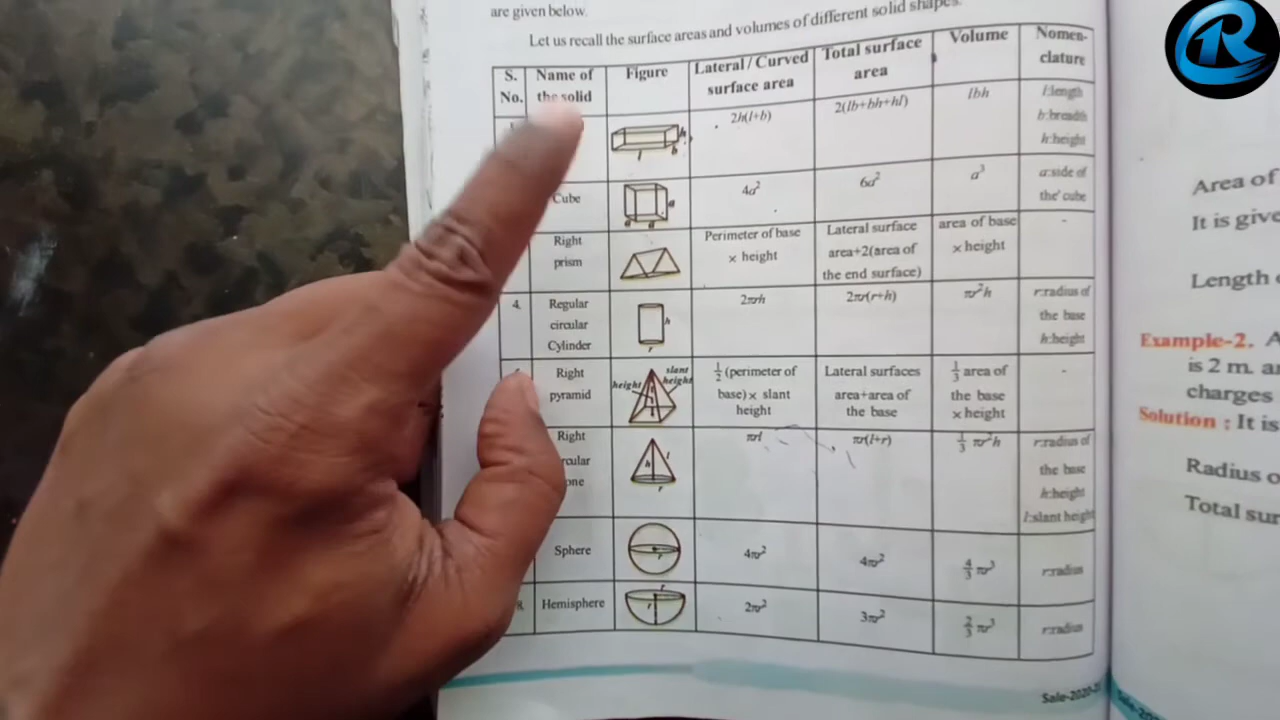 are given below.
Let us recall the surface areas and volumes of different solid shapes.
S. No. Name of the solid Figure Lateral / Curved surface area Total surface area Volume Nomen-clature
h l b 2h(l+b) 2(lb+bh+hl) lbh l:length b:breadth h:height
Cube a a a 4a² 6a² a³ a:side of the cube
Right prism Perimeter of base × height Lateral surface area+2(area of the end surface) area of base × height -
4. Regular circular Cylinder h r 2πrh 2πr(r+h) πr²h r:radius of the base h:height
Right pyramid height slant height 1/2 (perimeter of base) × slant height Lateral surfaces area+area of the base 1/3 area of the base × height -
Right h l r πrl πr(l+r) 1/3 πr²h r:radius of the base h:height l:slant height
Sphere r 4πr² 4πr² 4/3 πr³ r:radius
8. Hemisphere r r 2πr² 3πr² 2/3 πr³ r:radius
Area of
It is give
Length
Example-2. A
is 2 m. a
charges
Solution : It is
Radius o
Total sur
R